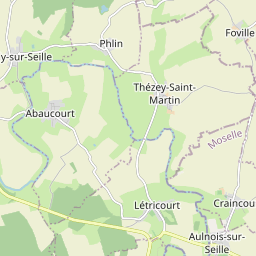 Foville
Phlin
y-sur-Seille
Thézey-Saint-
Martin
Abaucourt
Moselle
Létricourt
Craincou
Aulnois-sur-
Seille